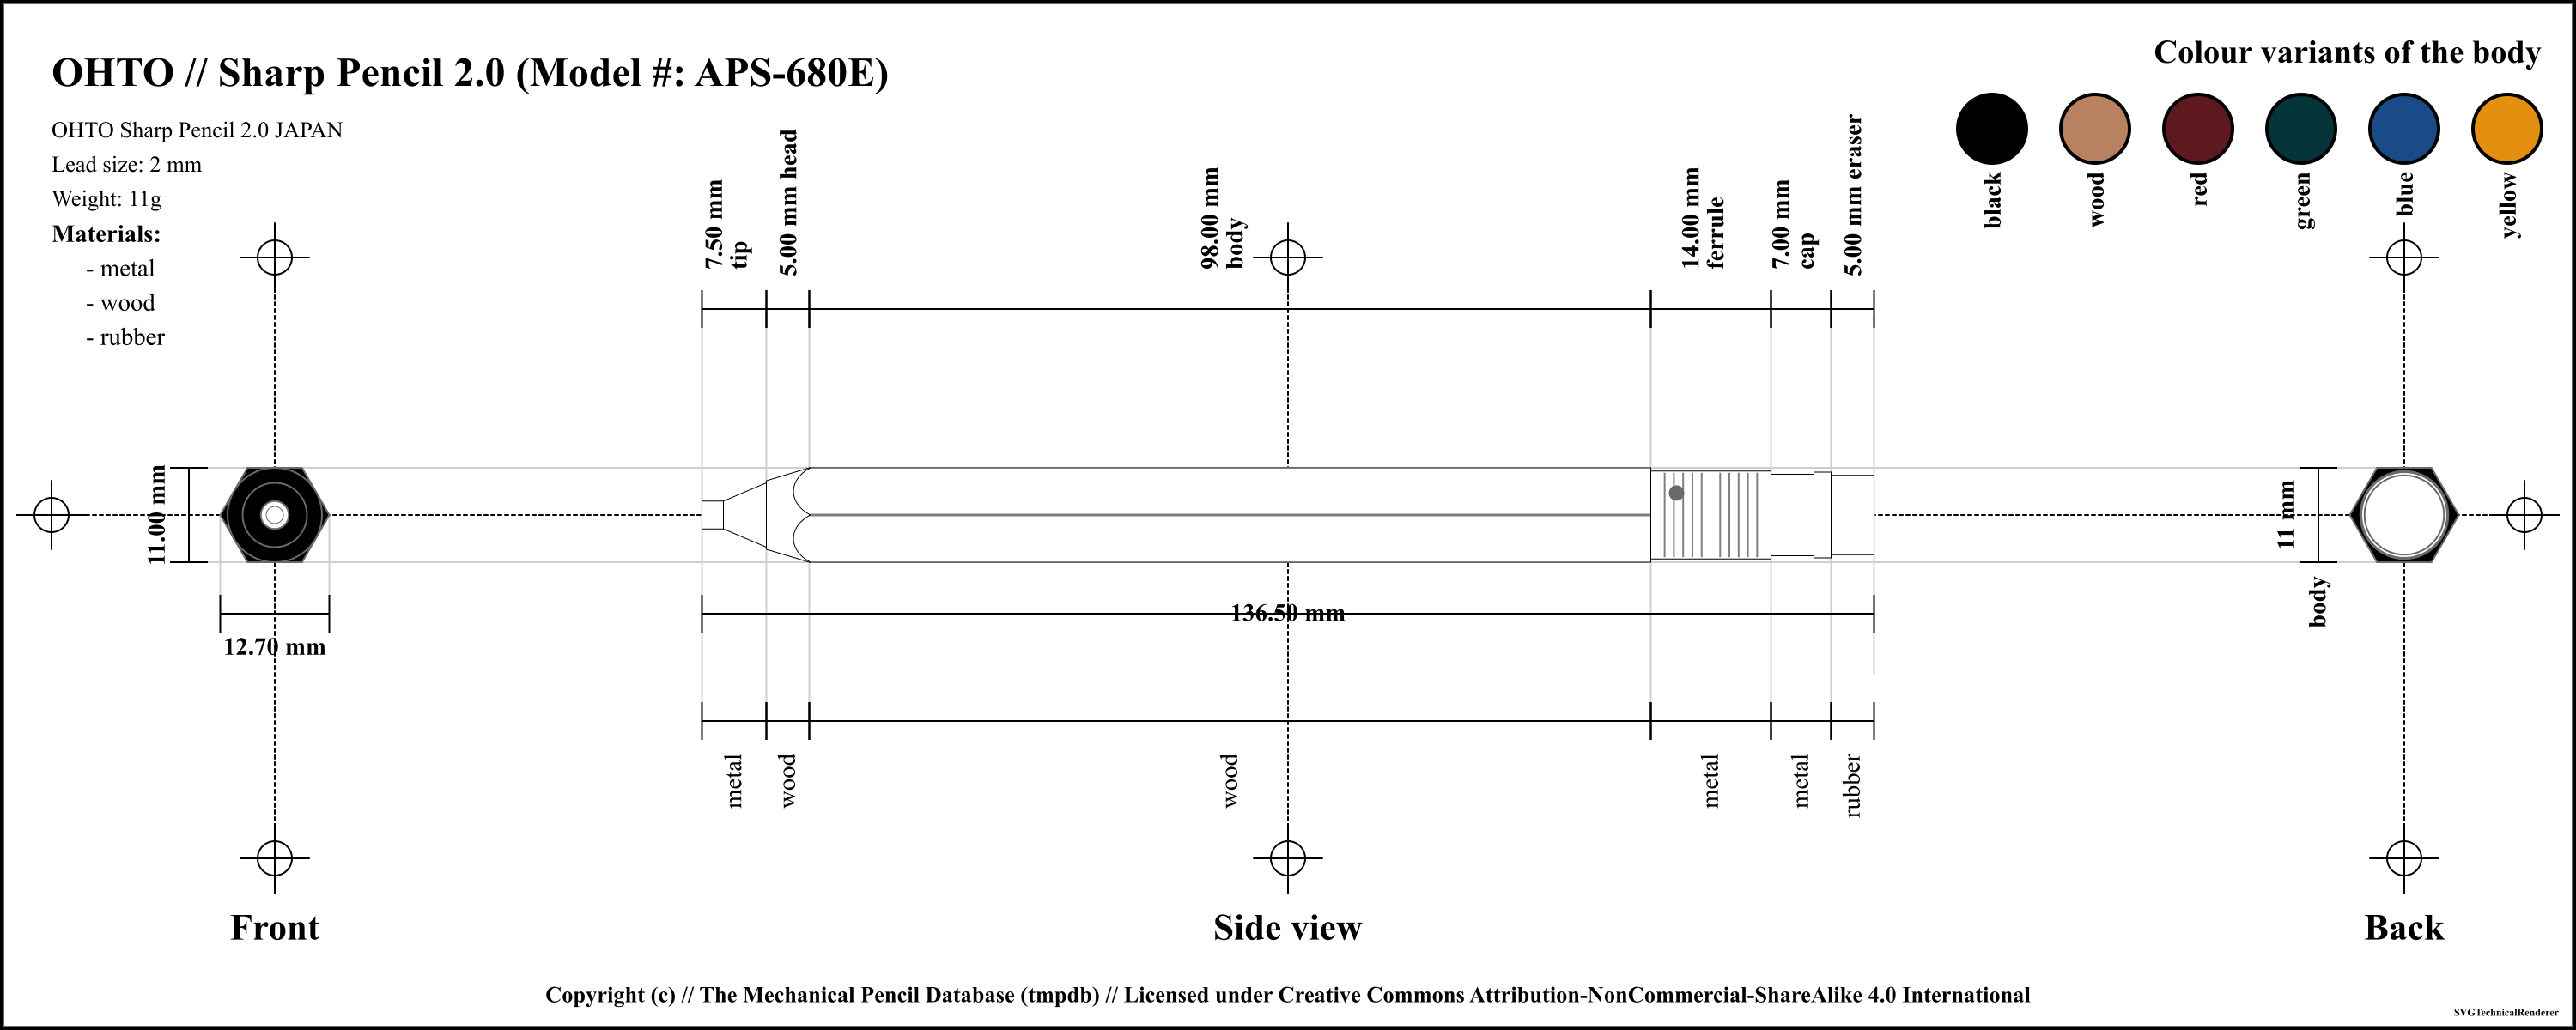 OHTO // Sharp Pencil 2.0 (Model #: APS-680E)
Colour variants of the body
OHTO Sharp Pencil 2.0 JAPAN
Lead size: 2 mm
Weight: 11g
Materials:
- metal
- wood
- rubber
black
wood
red
green
blue
yellow
7.50 mm
tip
5.00 mm head
98.00 mm
body
14.00 mm
ferrule
7.00 mm
cap
5.00 mm eraser
11.00 mm
12.70 mm
136.50 mm
11 mm
body
metal
wood
wood
metal
metal
rubber
Front
Side view
Back
Copyright (c) // The Mechanical Pencil Database (tmpdb) // Licensed under Creative Commons Attribution-NonCommercial-ShareAlike 4.0 International
SVGTechnicalRenderer